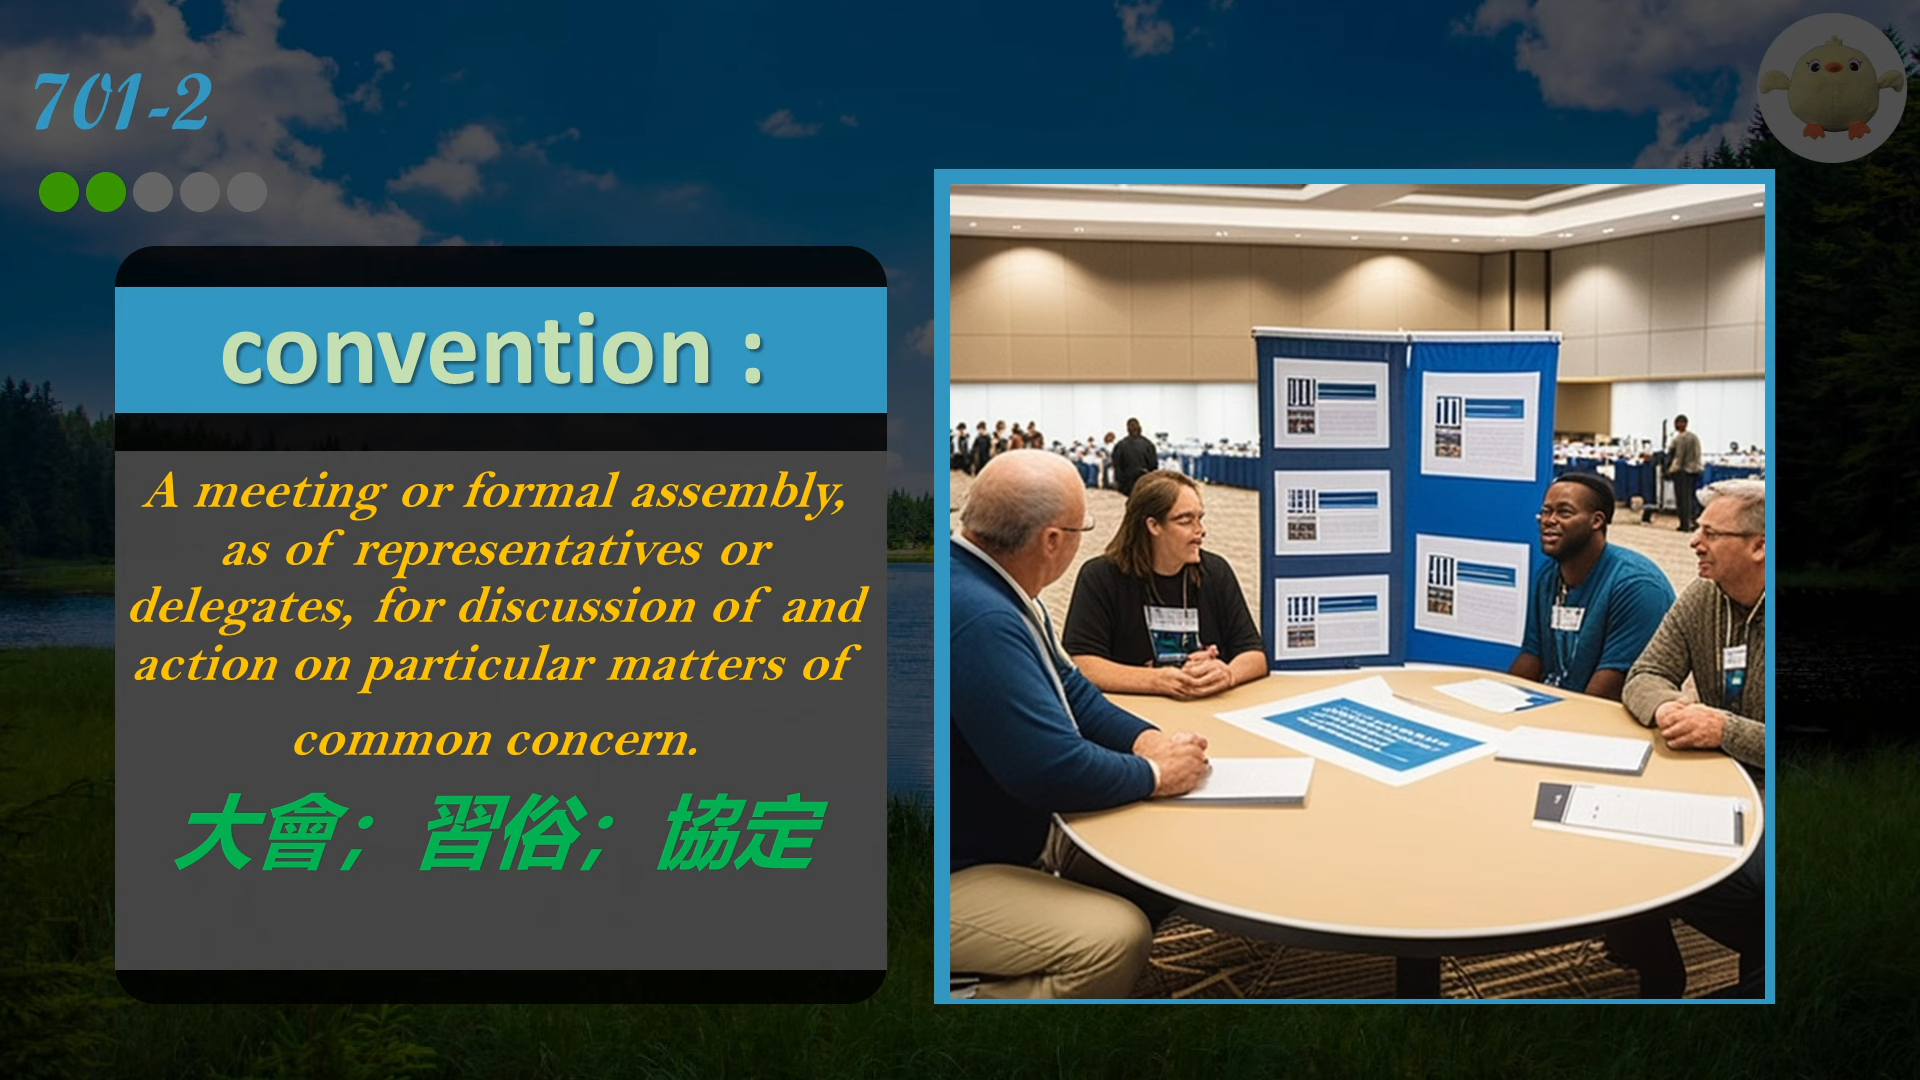 701-2
convention :
A meeting or formal assembly,
as of representatives or
delegates, for discussion of and
action on particular matters of
common concern.
大會；習俗；協定